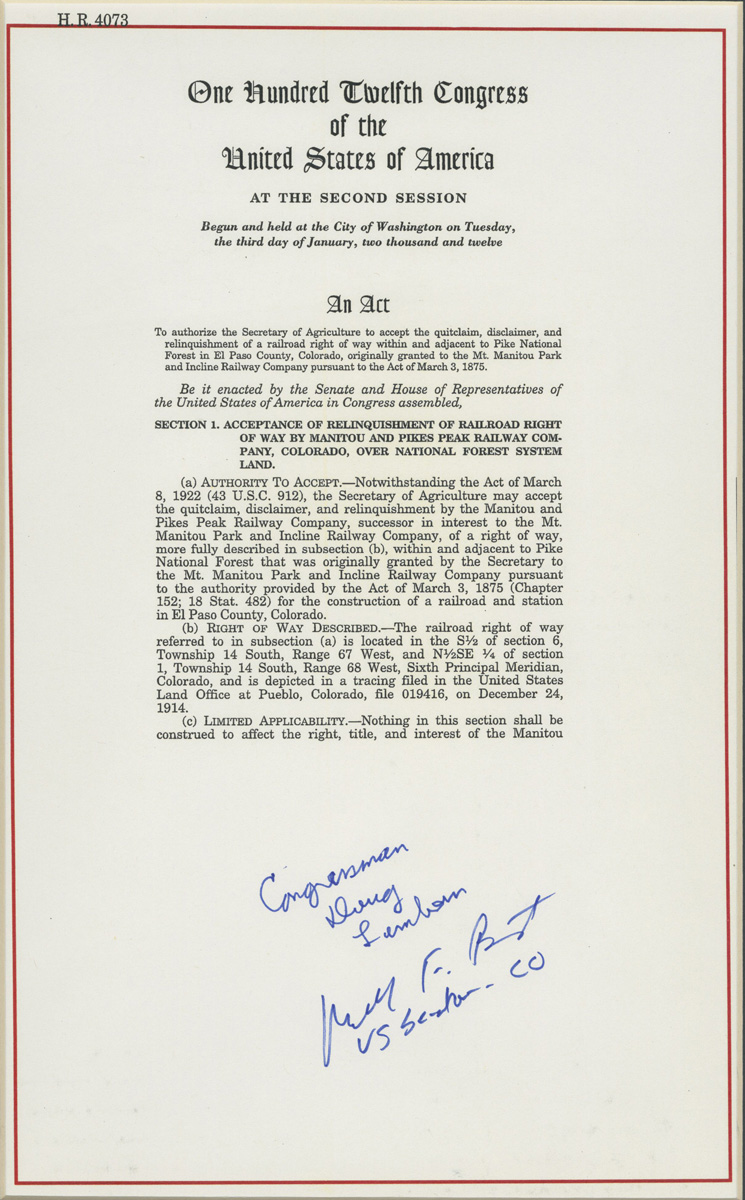 H. R. 4073
One Hundred Twelfth Congress
of the
United States of America
AT THE SECOND SESSION
Begun and held at the City of Washington on Tuesday,
the third day of January, two thousand and twelve
An Act
To authorize the Secretary of Agriculture to accept the quitclaim, disclaimer, and
relinquishment of a railroad right of way within and adjacent to Pike National
Forest in El Paso County, Colorado, originally granted to the Mt. Manitou Park
and Incline Railway Company pursuant to the Act of March 3, 1875.
Be it enacted by the Senate and House of Representatives of
the United States of America in Congress assembled,
SECTION 1. ACCEPTANCE OF RELINQUISHMENT OF RAILROAD RIGHT
OF WAY BY MANITOU AND PIKES PEAK RAILWAY COM-
PANY, COLORADO, OVER NATIONAL FOREST SYSTEM
LAND.
(a) AUTHORITY TO ACCEPT.—Notwithstanding the Act of March
8, 1922 (43 U.S.C. 912), the Secretary of Agriculture may accept
the quitclaim, disclaimer, and relinquishment by the Manitou and
Pikes Peak Railway Company, successor in interest to the Mt.
Manitou Park and Incline Railway Company, of a right of way,
more fully described in subsection (b), within and adjacent to Pike
National Forest that was originally granted by the Secretary to
the Mt. Manitou Park and Incline Railway Company pursuant
to the authority provided by the Act of March 3, 1875 (Chapter
152; 18 Stat. 482) for the construction of a railroad and station
in El Paso County, Colorado.
(b) RIGHT OF WAY DESCRIBED.—The railroad right of way
referred to in subsection (a) is located in the S½ of section 6,
Township 14 South, Range 67 West, and N½SE ¼ of section
1, Township 14 South, Range 68 West, Sixth Principal Meridian,
Colorado, and is depicted in a tracing filed in the United States
Land Office at Pueblo, Colorado, file 019416, on December 24,
1914.
(c) LIMITED APPLICABILITY.—Nothing in this section shall be
construed to affect the right, title, and interest of the Manitou
Congressman
Doug
Lamborn
US Senator - CO